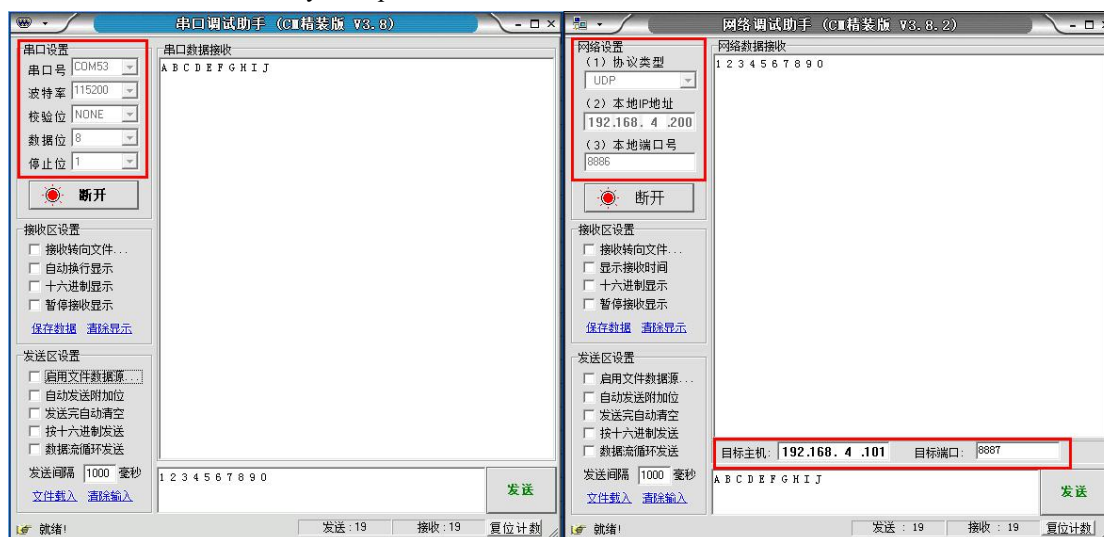 串口调试助手 (CM精装版 V3.8)
串口设置
串口号 COM53
波特率 115200
校验位 NONE
数据位 8
停止位 1
断开
接收区设置
接收转向文件...
自动换行显示
十六进制显示
暂停接收显示
保存数据 清除显示
发送区设置
启用文件数据源...
自动发送附加位
发送完自动清空
按十六进制发送
数据流循环发送
发送间隔 1000 毫秒
文件载入 清除输入
串口数据接收
A B C D E F G H I J
1 2 3 4 5 6 7 8 9 0
发送
就绪!
发送:19
接收:19
复位计数
网络调试助手 (CM精装版 V3.8.2)
网络设置
(1) 协议类型
UDP
(2) 本地IP地址
192.168. 4 .200
(3) 本地端口号
8886
断开
接收区设置
接收转向文件...
显示接收时间
十六进制显示
暂停接收显示
保存数据 清除显示
发送区设置
启用文件数据源...
自动发送附加位
发送完自动清空
按十六进制发送
数据流循环发送
发送间隔 1000 毫秒
文件载入 清除输入
网络数据接收
1 2 3 4 5 6 7 8 9 0
目标主机: 192.168. 4 .101 目标端口: 8887
A B C D E F G H I J
发送
就绪!
发送 : 19
接收 : 19
复位计数